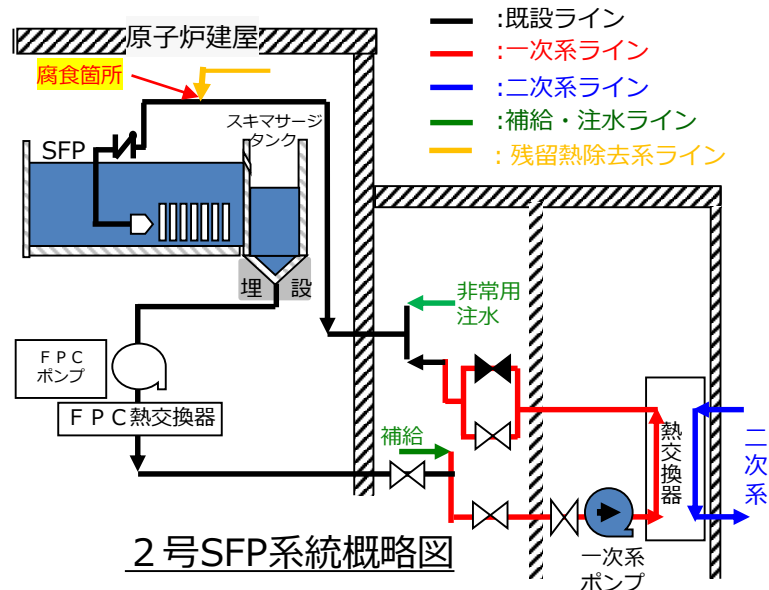 原子炉建屋
腐食箇所
スキマサージ
タンク
SFP
:既設ライン
:一次系ライン
:二次系ライン
:補給・注水ライン
: 残留熱除去系ライン
埋 設
非常用
注水
ＦＰＣ
ポンプ
ＦＰＣ熱交換器
補給
熱交換器
二次系
一次系
ポンプ
２号SFP系統概略図